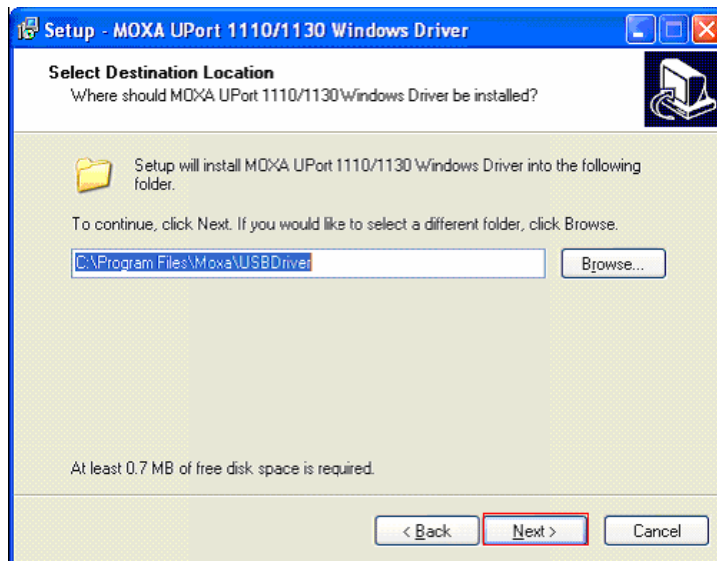 Setup - MOXA UPort 1110/1130 Windows Driver
Select Destination Location
Where should MOXA UPort 1110/1130 Windows Driver be installed?
Setup will install MOXA UPort 1110/1130 Windows Driver into the following
folder.
To continue, click Next. If you would like to select a different folder, click Browse.
C:\Program Files\Moxa\USBDriver
Browse...
At least 0.7 MB of free disk space is required.
< Back
Next >
Cancel